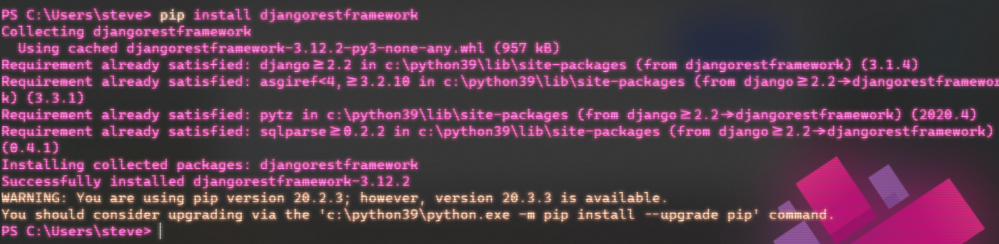 PS C:\Users\steve> pip install djangorestframework
Collecting djangorestframework
  Using cached djangorestframework-3.12.2-py3-none-any.whl (957 kB)
Requirement already satisfied: django≥2.2 in c:\python39\lib\site-packages (from djangorestframework) (3.1.4)
Requirement already satisfied: asgiref<4,≥3.2.10 in c:\python39\lib\site-packages (from django≥2.2→djangorestframewor
k) (3.3.1)
Requirement already satisfied: pytz in c:\python39\lib\site-packages (from django≥2.2→djangorestframework) (2020.4)
Requirement already satisfied: sqlparse≥0.2.2 in c:\python39\lib\site-packages (from django≥2.2→djangorestframework)
(0.4.1)
Installing collected packages: djangorestframework
Successfully installed djangorestframework-3.12.2
WARNING: You are using pip version 20.2.3; however, version 20.3.3 is available.
You should consider upgrading via the 'c:\python39\python.exe -m pip install --upgrade pip' command.
PS C:\Users\steve>